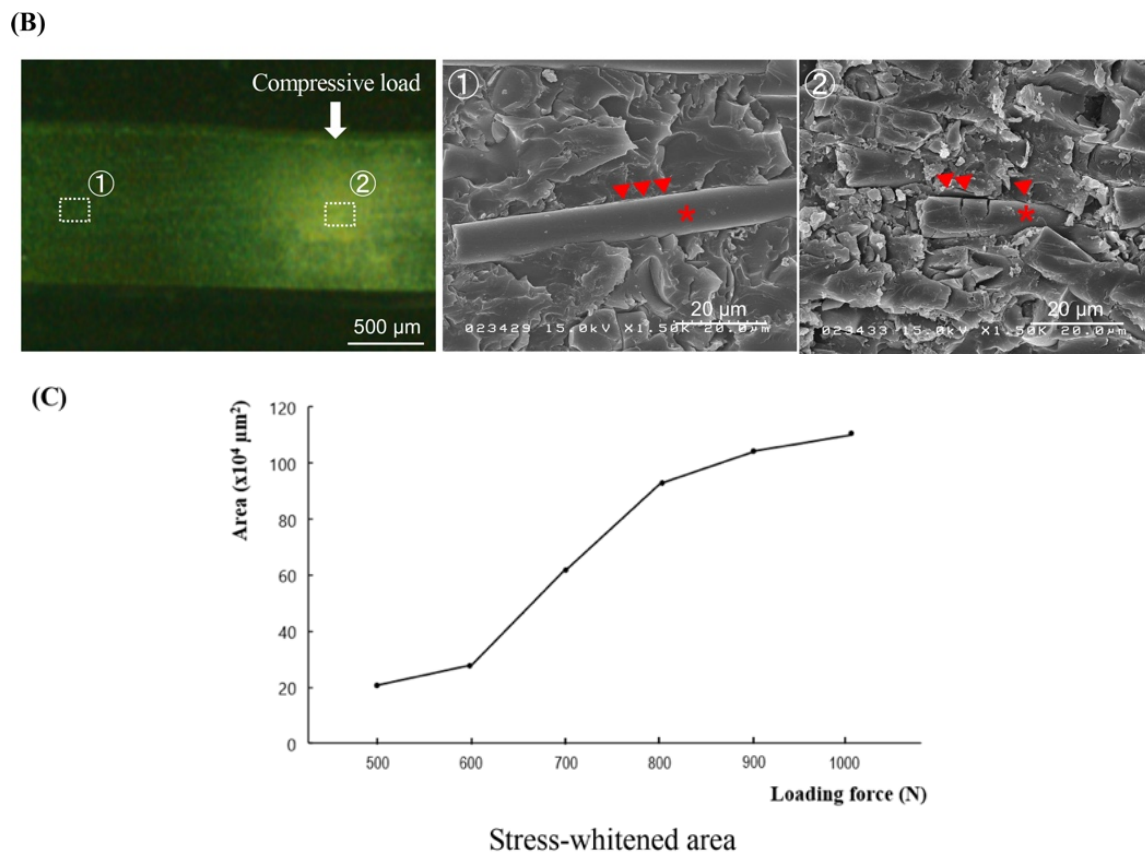 (B)
Compressive load
①
②
500 µm
①
20 µm
023429 15.0kV X1.50K 20.0µm
②
20 µm
023433 15.0kV X1.50K 20.0µm
(C)
Area (x10⁴ µm²)
120
100
80
60
40
20
0
500 600 700 800 900 1000
Loading force (N)
Stress-whitened area